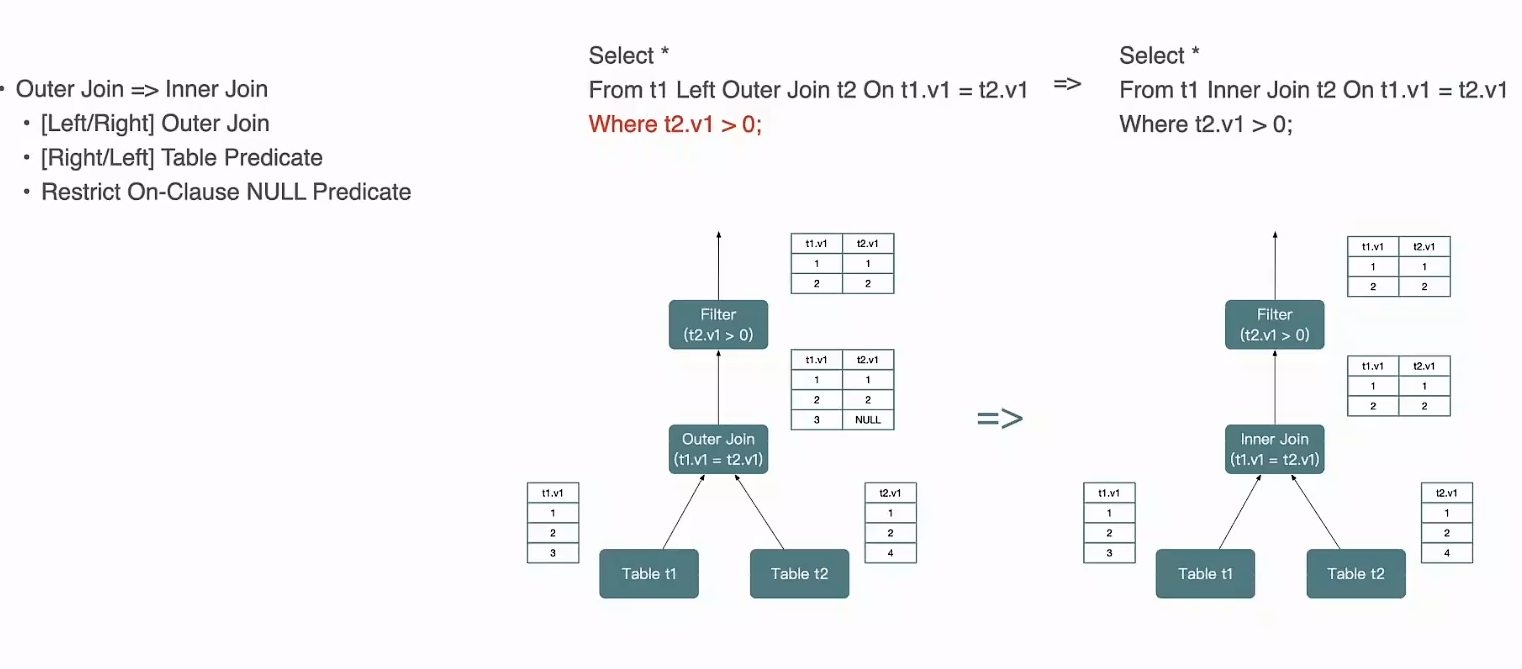 • Outer Join => Inner Join
• [Left/Right] Outer Join
• [Right/Left] Table Predicate
• Restrict On-Clause NULL Predicate
Select *
From t1 Left Outer Join t2 On t1.v1 = t2.v1
Where t2.v1 > 0;
=>
Select *
From t1 Inner Join t2 On t1.v1 = t2.v1
Where t2.v1 > 0;
t1.v1 t2.v1
1 1
2 2
Filter
(t2.v1 > 0)
t1.v1 t2.v1
1 1
2 2
3 NULL
Outer Join
(t1.v1 = t2.v1)
t1.v1
1
2
3
t2.v1
1
2
4
Table t1
Table t2
=>
t1.v1 t2.v1
1 1
2 2
Filter
(t2.v1 > 0)
t1.v1 t2.v1
1 1
2 2
Inner Join
(t1.v1 = t2.v1)
t1.v1
1
2
3
t2.v1
1
2
4
Table t1
Table t2